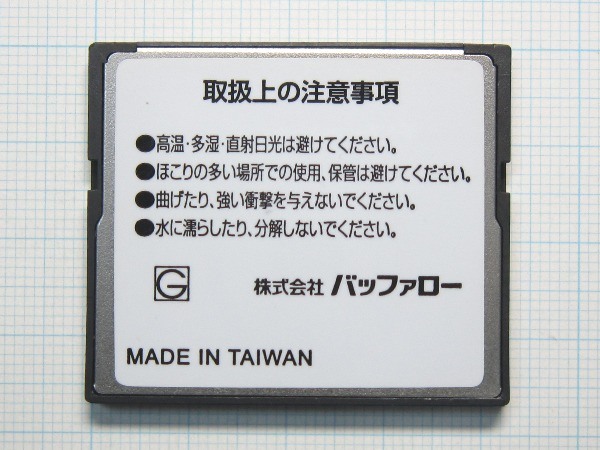 取扱上の注意事項
●高温・多湿・直射日光は避けてください。
●ほこりの多い場所での使用、保管は避けてください。
●曲げたり、強い衝撃を与えないでください。
●水に濡らしたり、分解しないでください。
G 株式会社 バッファロー
MADE IN TAIWAN